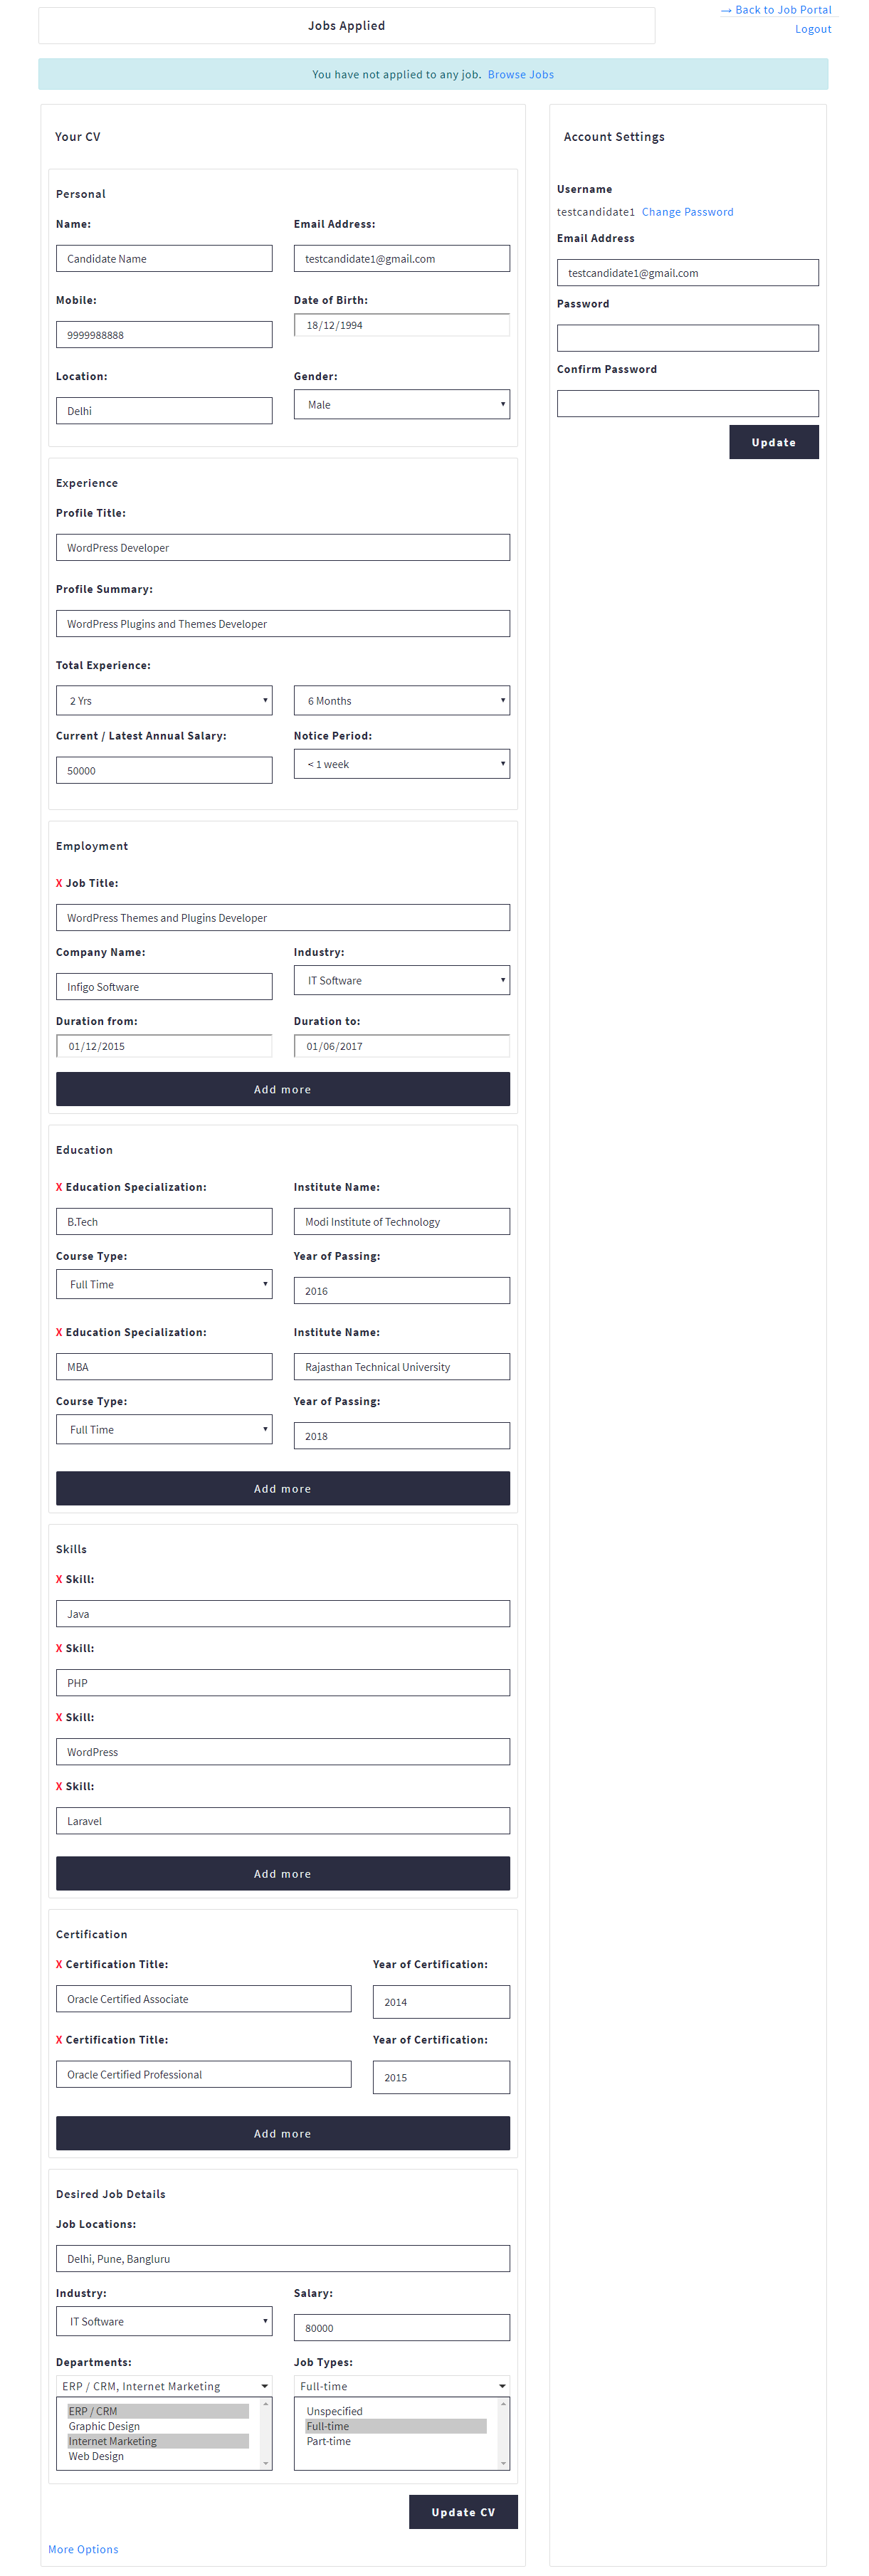 Jobs Applied
→ Back to Job Portal
Logout
You have not applied to any job. Browse Jobs
Your CV
Personal
Name: Email Address:
Candidate Name testcandidate1@gmail.com
Mobile: Date of Birth:
9999988888 18/12/1994
Location: Gender:
Delhi Male
Experience
Profile Title:
WordPress Developer
Profile Summary:
WordPress Plugins and Themes Developer
Total Experience:
2 Yrs 6 Months
Current / Latest Annual Salary: Notice Period:
50000 < 1 week
Employment
X Job Title:
WordPress Themes and Plugins Developer
Company Name: Industry:
Infigo Software IT Software
Duration from: Duration to:
01/12/2015 01/06/2017
Add more
Education
X Education Specialization: Institute Name:
B.Tech Modi Institute of Technology
Course Type: Year of Passing:
Full Time 2016
X Education Specialization: Institute Name:
MBA Rajasthan Technical University
Course Type: Year of Passing:
Full Time 2018
Add more
Skills
X Skill:
Java
X Skill:
PHP
X Skill:
WordPress
X Skill:
Laravel
Add more
Certification
X Certification Title: Year of Certification:
Oracle Certified Associate 2014
X Certification Title: Year of Certification:
Oracle Certified Professional 2015
Add more
Desired Job Details
Job Locations:
Delhi, Pune, Bangluru
Industry: Salary:
IT Software 80000
Departments: Job Types:
ERP / CRM, Internet Marketing Full-time
ERP / CRM Unspecified
Graphic Design Full-time
Internet Marketing Part-time
Web Design
Update CV
More Options
Account Settings
Username
testcandidate1 Change Password
Email Address
testcandidate1@gmail.com
Password
Confirm Password
Update